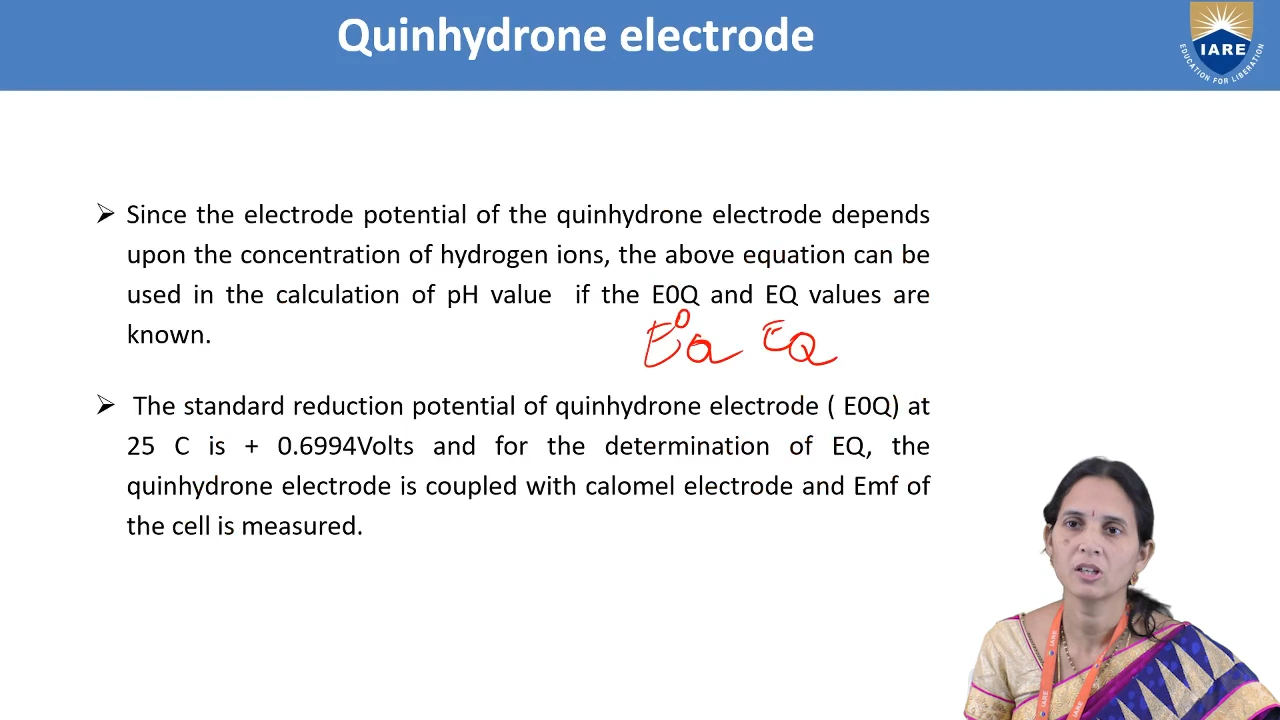 Quinhydrone electrode
IARE
EDUCATION FOR LIBERATION
➢ Since the electrode potential of the quinhydrone electrode depends
upon the concentration of hydrogen ions, the above equation can be
used in the calculation of pH value if the E0Q and EQ values are
known.
E⁰Q EQ
➢ The standard reduction potential of quinhydrone electrode ( E0Q) at
25 C is + 0.6994Volts and for the determination of EQ, the
quinhydrone electrode is coupled with calomel electrode and Emf of
the cell is measured.
IARE
IARE